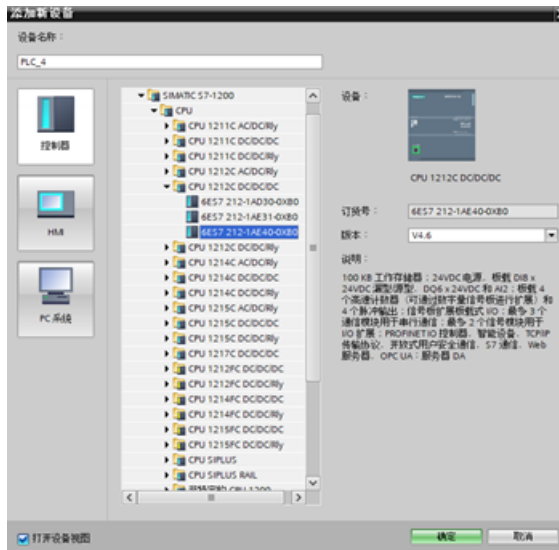 添加新设备
设备名称：
PLC_4
控制器
HMI
PC 系统
SIMATIC S7-1200
CPU
CPU 1211C AC/DC/Rly
CPU 1211C DC/DC/DC
CPU 1211C DC/DC/Rly
CPU 1212C AC/DC/Rly
CPU 1212C DC/DC/DC
6ES7 212-1AD30-0XB0
6ES7 212-1AE31-0XB0
6ES7 212-1AE40-0XB0
CPU 1212C DC/DC/Rly
CPU 1214C AC/DC/Rly
CPU 1214C DC/DC/DC
CPU 1214C DC/DC/Rly
CPU 1215C AC/DC/Rly
CPU 1215C DC/DC/DC
CPU 1215C DC/DC/Rly
CPU 1217C DC/DC/DC
CPU 1212FC DC/DC/DC
CPU 1212FC DC/DC/Rly
CPU 1214FC DC/DC/DC
CPU 1214FC DC/DC/Rly
CPU 1215FC DC/DC/DC
CPU 1215FC DC/DC/Rly
CPU SIPLUS
CPU SIPLUS RAIL
CPU 1200
设备：
CPU 1212C DC/DC/DC
订货号：
6ES7 212-1AE40-0XB0
版本：
V4.6
说明：
100 KB 工作存储器；24VDC 电源，板载 DI8 x
24VDC 漏型/源型，DQ6 x 24VDC 和 AI2；板载 4
个高速计数器（可通过数字量信号板进行扩展）和
4 个脉冲输出；信号板扩展板载式 I/O；最多 3 个
通信模块用于串行通信；最多 2 个信号模块用于
I/O 扩展；PROFINET IO 控制器、智能设备、TCP/IP
传输协议、开放式用户安全通信、S7 通信、Web
服务器、OPC UA：服务器 DA
打开设备视图
确定
取消